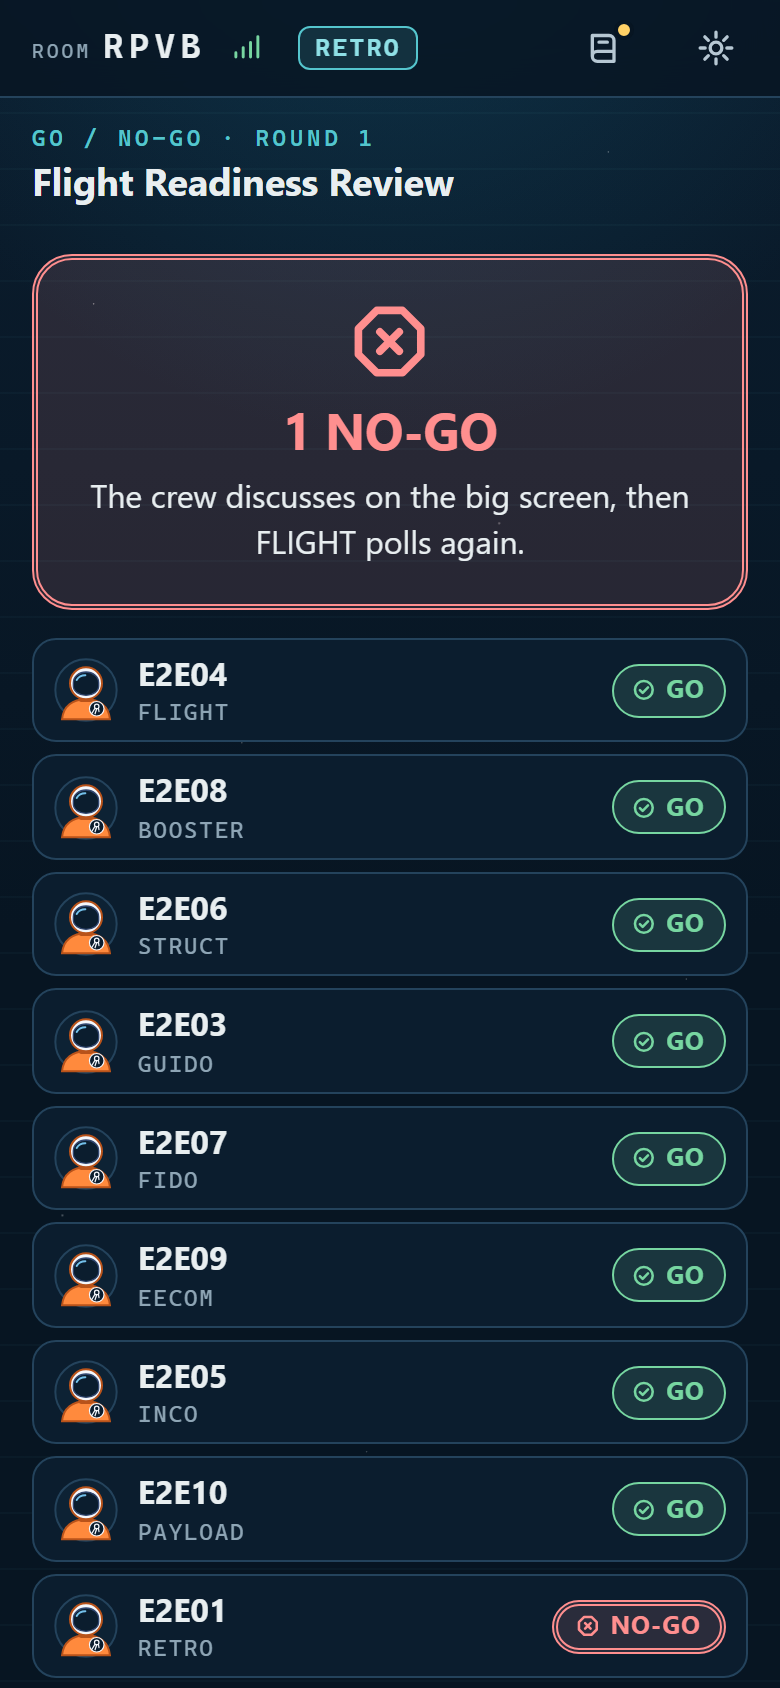 ROOM RPVB RETRO
GO / NO-GO · ROUND 1
Flight Readiness Review
1 NO-GO
The crew discusses on the big screen, then
FLIGHT polls again.
E2E04
FLIGHT
GO
E2E08
BOOSTER
GO
E2E06
STRUCT
GO
E2E03
GUIDO
GO
E2E07
FIDO
GO
E2E09
EECOM
GO
E2E05
INCO
GO
E2E10
PAYLOAD
GO
E2E01
RETRO
NO-GO